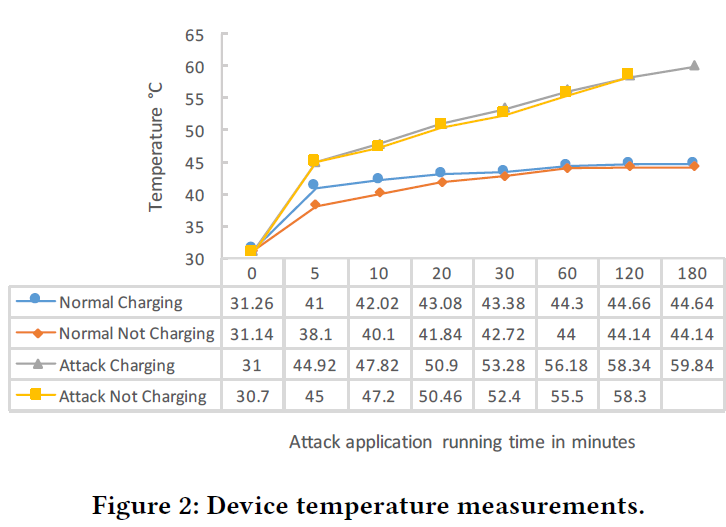 65
60
55
50
45
40
35
30
Temperature °C
0 5 10 20 30 60 120 180
Normal Charging 31.26 41 42.02 43.08 43.38 44.3 44.66 44.64
Normal Not Charging 31.14 38.1 40.1 41.84 42.72 44 44.14 44.14
Attack Charging 31 44.92 47.82 50.9 53.28 56.18 58.34 59.84
Attack Not Charging 30.7 45 47.2 50.46 52.4 55.5 58.3
Attack application running time in minutes
Figure 2: Device temperature measurements.